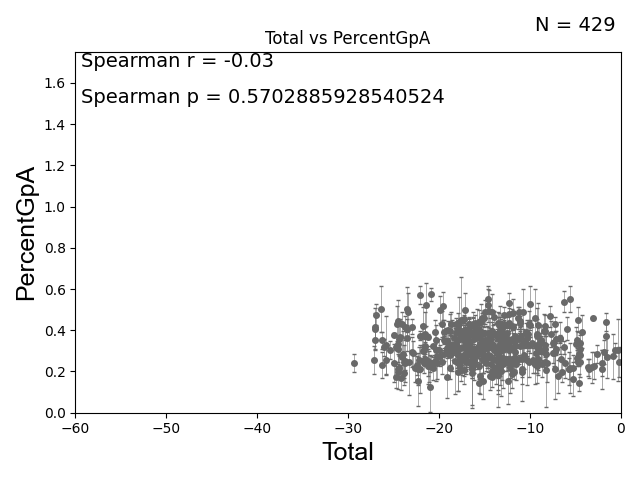 N = 429
Total vs PercentGpA
Spearman r = -0.03
Spearman p = 0.5702885928540524
PercentGpA
1.6
1.4
1.2
1.0
0.8
0.6
0.4
0.2
0.0
−60
−50
−40
−30
−20
−10
0
Total